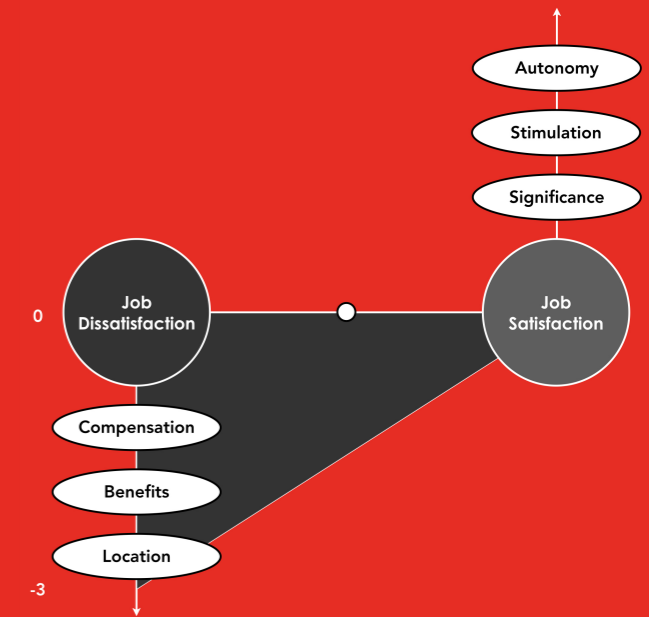 Autonomy
Stimulation
Significance
0
Job
Dissatisfaction
Job
Satisfaction
Compensation
Benefits
Location
-3